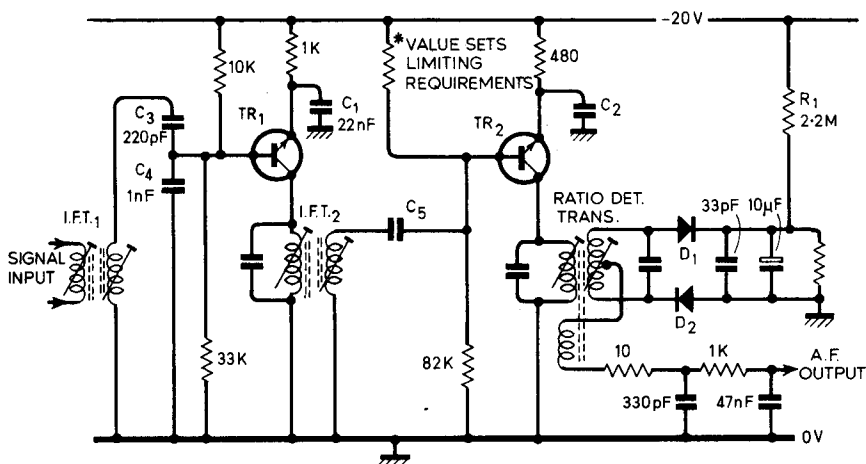 -20V
1K
* VALUE SETS
LIMITING
REQUIREMENTS
480
10K
C3
220pF
TR1
C1
22nF
TR2
C2
R1
2·2M
C4
1nF
I.F.T.1
I.F.T.2
C5
RATIO DET.
TRANS.
33pF
10µF
SIGNAL
INPUT
D1
D2
33K
82K
10
1K
A.F.
OUTPUT
330pF
47nF
0V